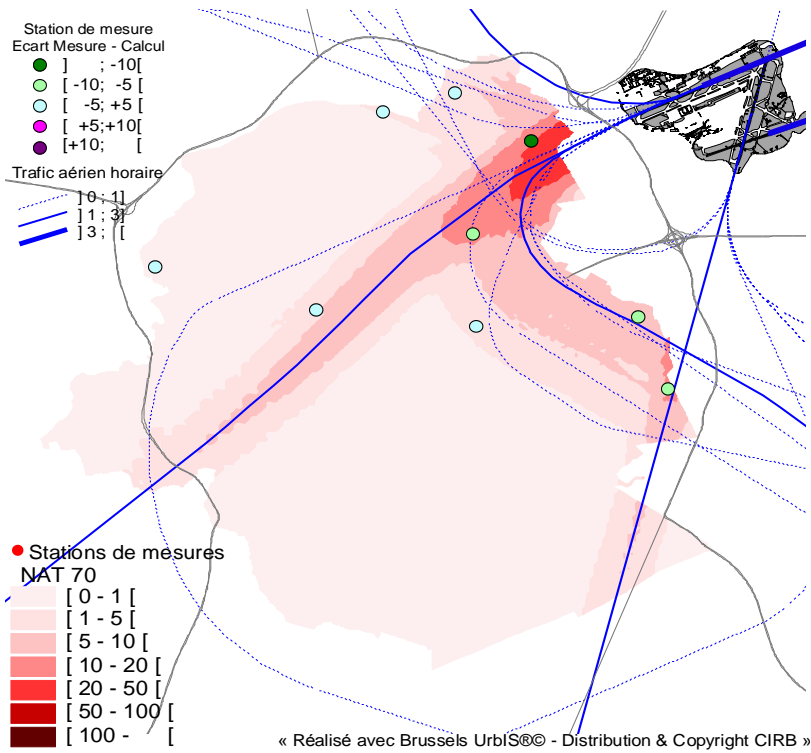 Station de mesure
Ecart Mesure - Calcul
] ; -10[
[ -10; -5 [
[ -5; +5 [
[ +5;+10[
[+10; [
Trafic aérien horaire
] 0 ; 1]
] 1 ; 3]
] 3 ; [
Stations de mesures
NAT 70
[ 0 - 1 [
[ 1 - 5 [
[ 5 - 10 [
[ 10 - 20 [
[ 20 - 50 [
[ 50 - 100 [
[ 100 - [
« Réalisé avec Brussels UrbIS®© - Distribution & Copyright CIRB »